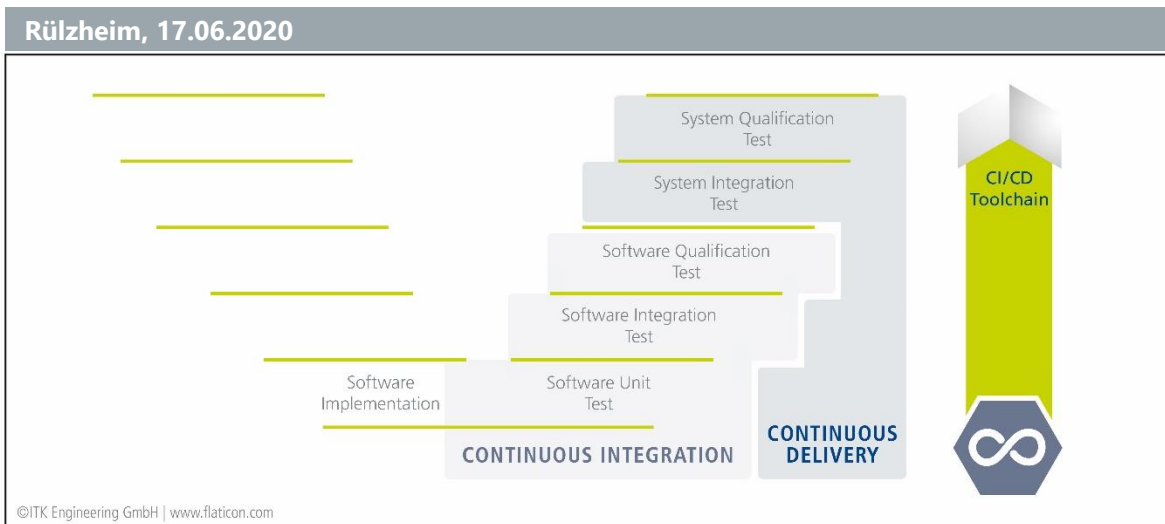 Rülzheim, 17.06.2020
System Qualification
Test
System Integration
Test
Software Qualification
Test
Software Integration
Test
Software
Implementation
Software Unit
Test
CONTINUOUS INTEGRATION
CONTINUOUS
DELIVERY
CI/CD
Toolchain
©ITK Engineering GmbH | www.flaticon.com